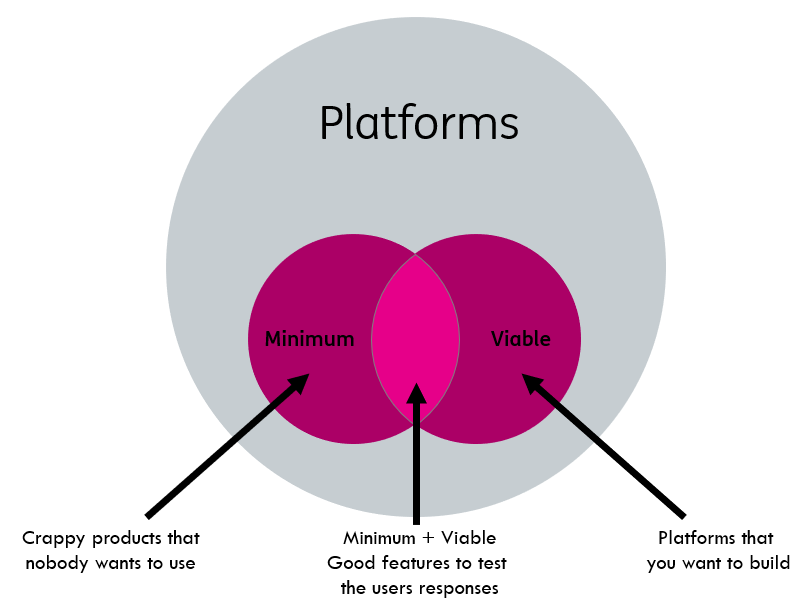 Platforms
Minimum
Viable
Crappy products that
nobody wants to use
Minimum + Viable
Good features to test
the users responses
Platforms that
you want to build